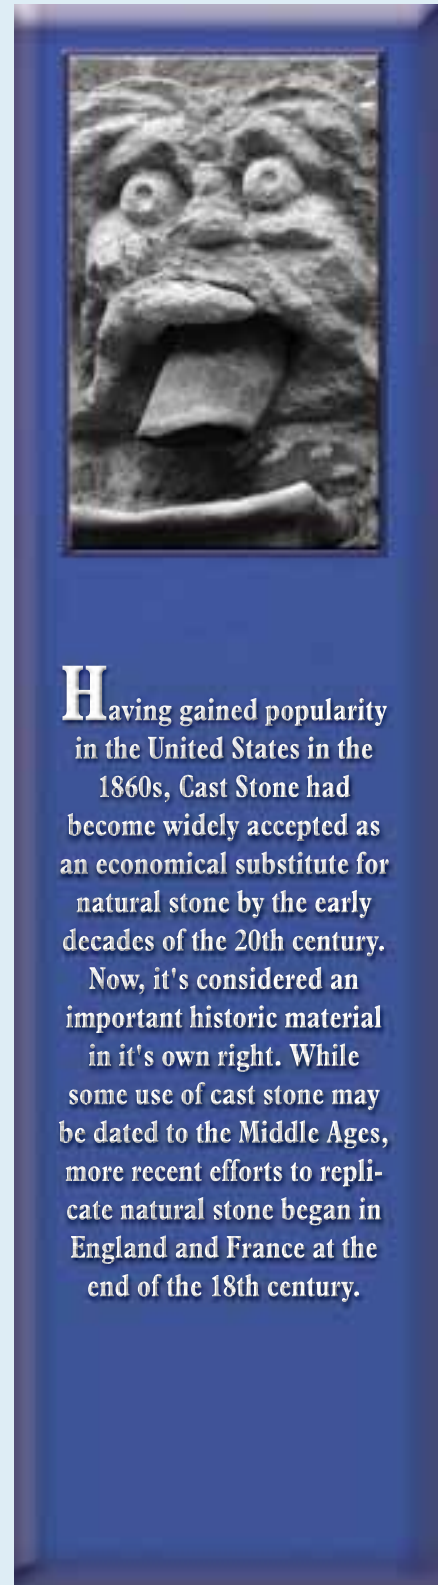 Having gained popularity
in the United States in the
1860s, Cast Stone had
become widely accepted as
an economical substitute for
natural stone by the early
decades of the 20th century.
Now, it's considered an
important historic material
in it's own right. While
some use of cast stone may
be dated to the Middle Ages,
more recent efforts to repli-
cate natural stone began in
England and France at the
end of the 18th century.